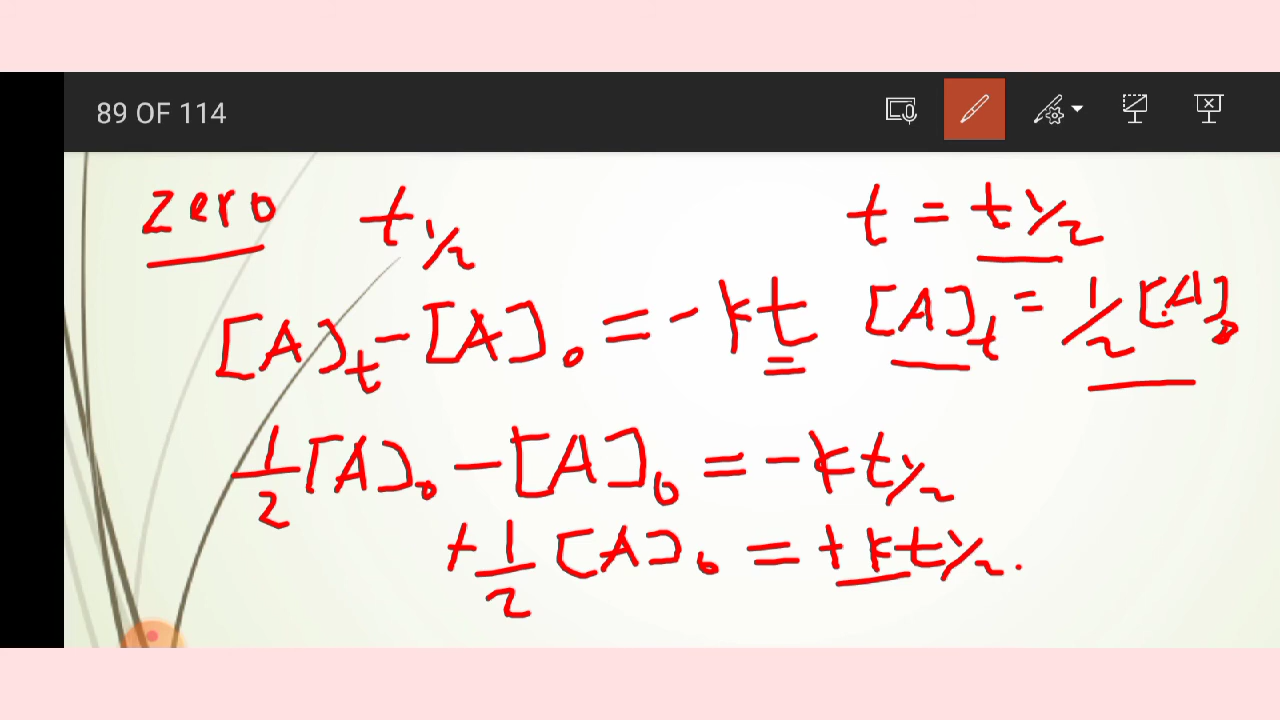 89 OF 114
zero t½ t = t½
[A]t - [A]₀ = -kt [A]t = ½ [A]₀
½ [A]₀ - [A]₀ = -kt½
+½ [A]₀ = +kt½.